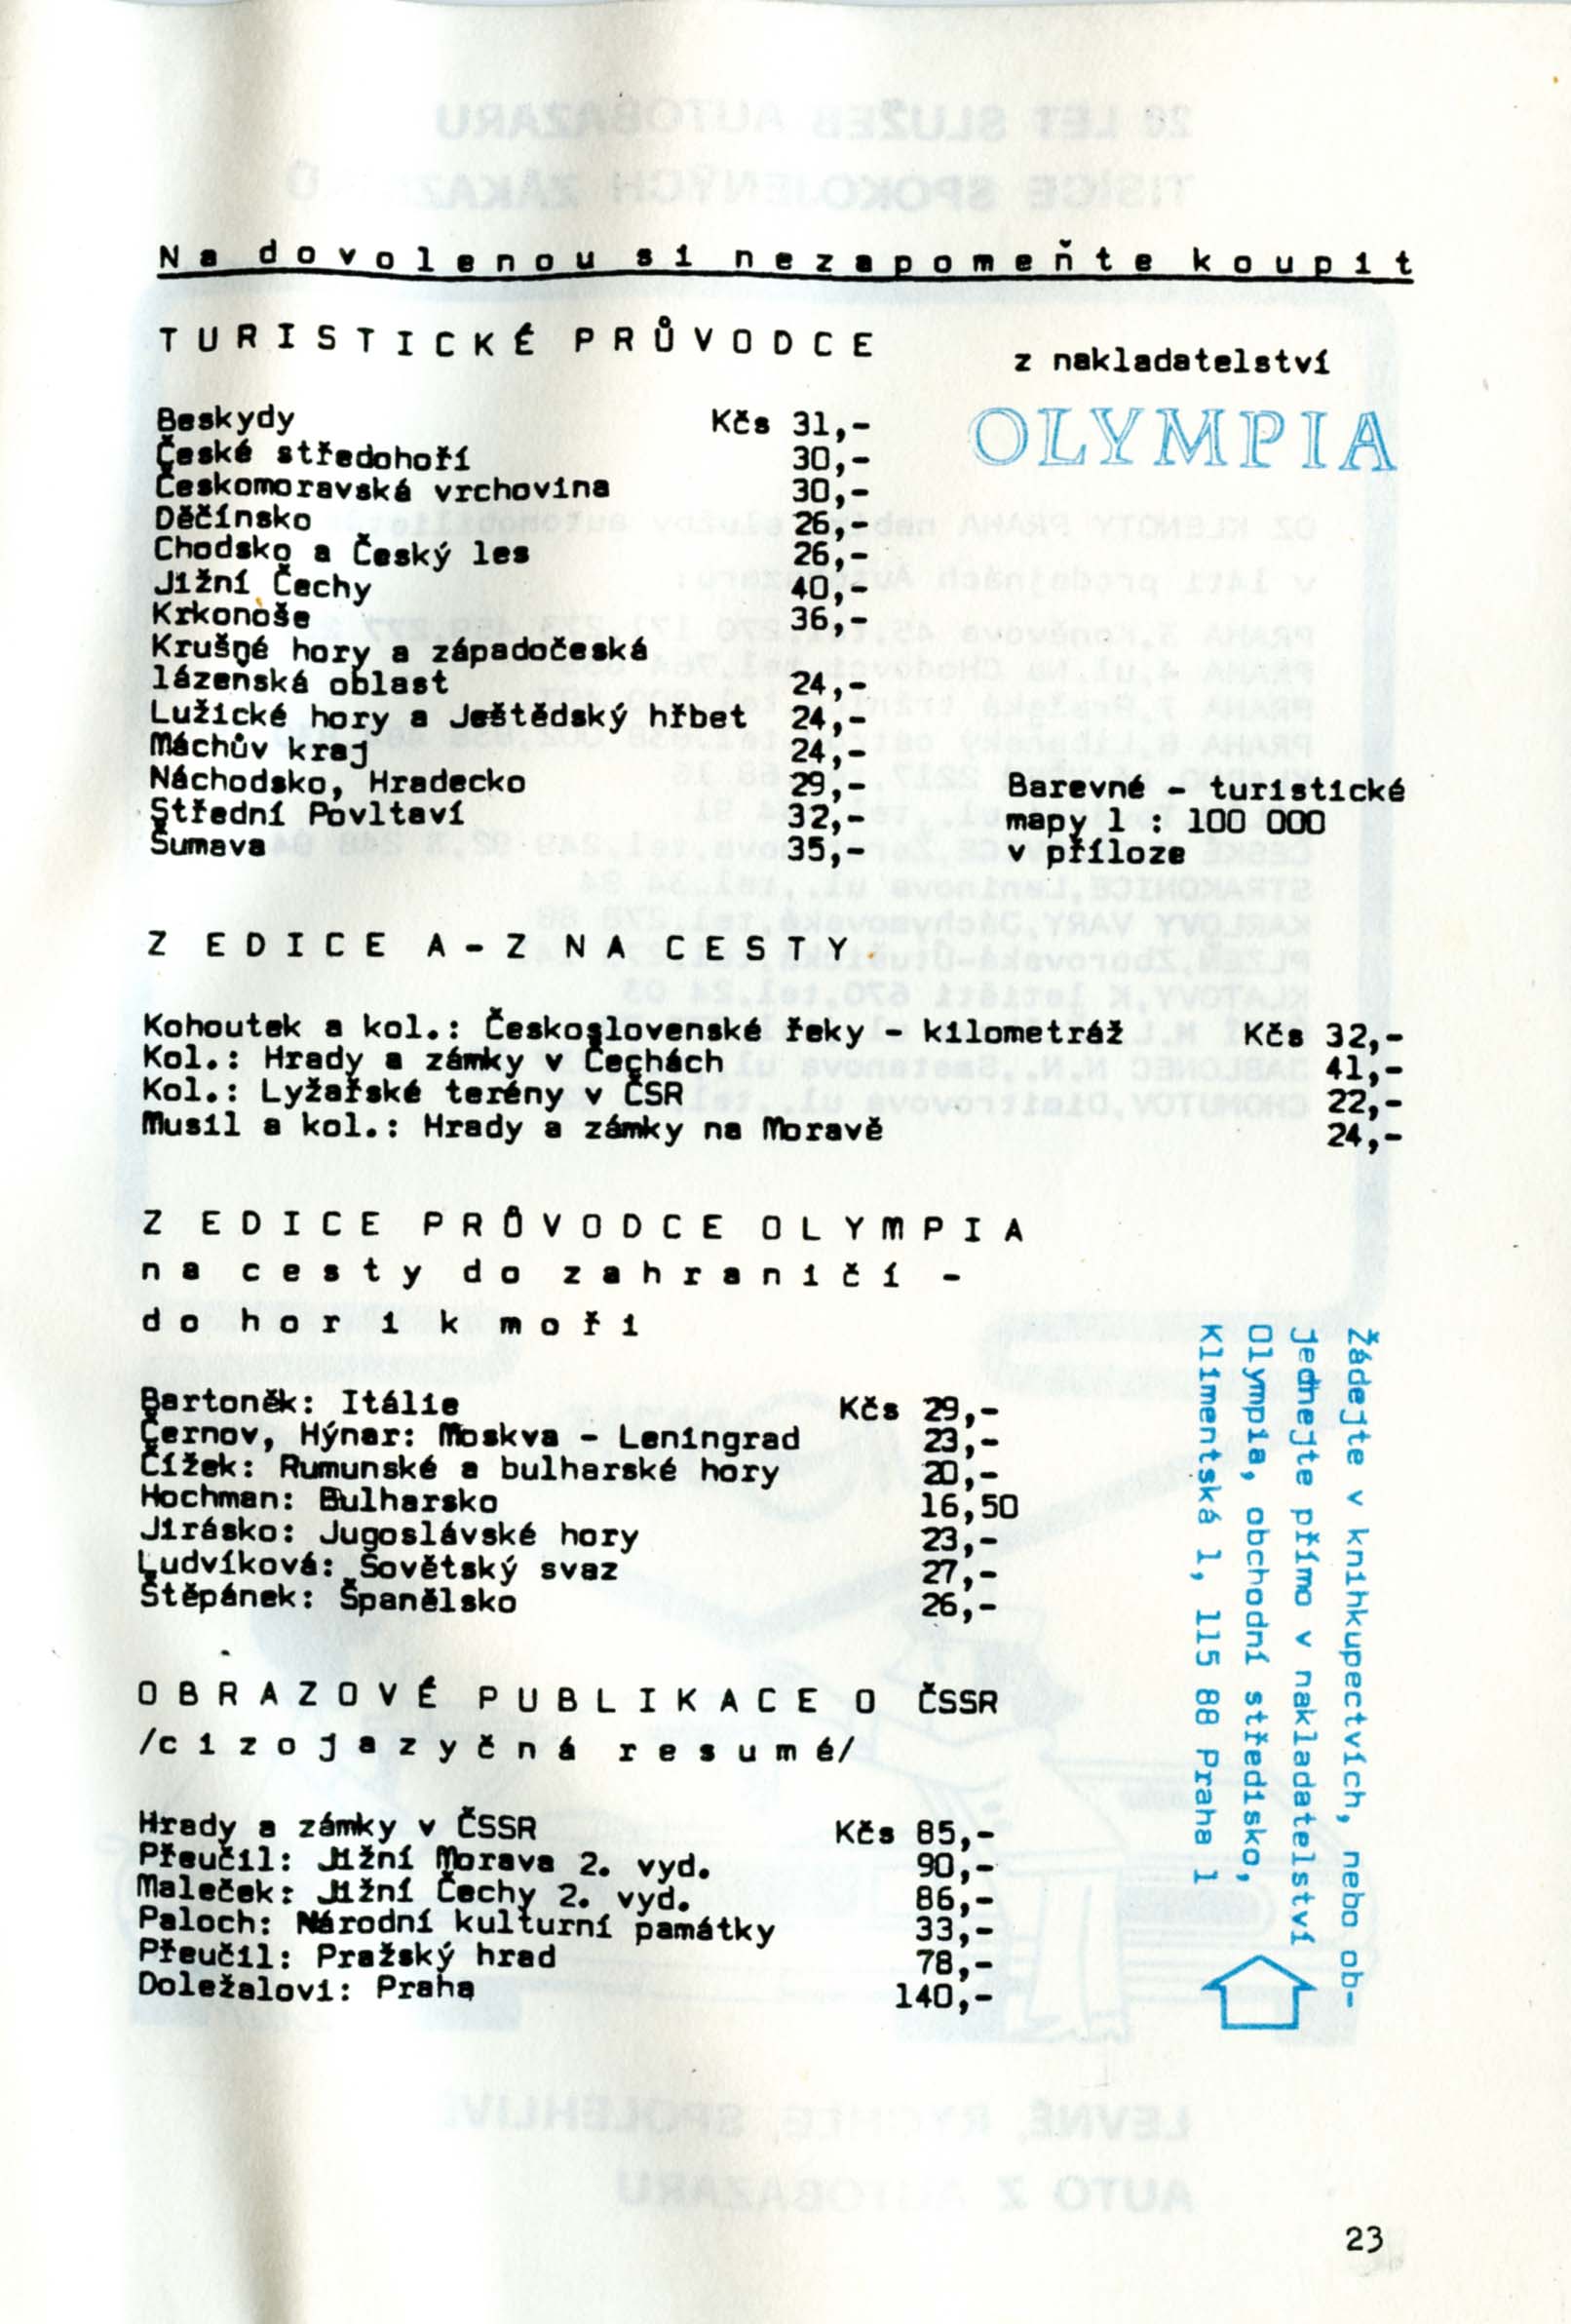 Na dovolenou si nezapomeňte koupit
TURISTICKÉ PRŮVODCE
z nakladatelství
OLYMPIA
Beskydy Kčs 31,-
České středohoří 30,-
Českomoravská vrchovina 30,-
Děčínsko 26,-
Chodsko a Český les 26,-
Jižní Čechy 40,-
Krkonoše 36,-
Krušné hory a západočeská
lázenská oblast 24,-
Lužické hory a Ještědský hřbet 24,-
Máchův kraj 24,-
Náchodsko, Hradecko 29,-
Střední Povltaví 32,-
Šumava 35,-
Barevné - turistické
mapy 1 : 100 000
v příloze
Z EDICE A-Z NA CESTY
Kohoutek a kol.: Československé řeky - kilometráž Kčs 32,-
Kol.: Hrady a zámky v Čechách 41,-
Kol.: Lyžařské terény v ČSR 22,-
Musil a kol.: Hrady a zámky na Moravě 24,-
Z EDICE PRŮVODCE OLYMPIA
na cesty do zahraničí -
do hor i k moři
Bartoněk: Itálie Kčs 29,-
Černov, Hýnar: Moskva - Leningrad 23,-
Čížek: Rumunské a bulharské hory 20,-
Hochman: Bulharsko 16,50
Jirásko: Jugoslávské hory 23,-
Ludvíková: Sovětský svaz 27,-
Štěpánek: Španělsko 26,-
OBRAZOVÉ PUBLIKACE O ČSSR
/cizojazyčná resumé/
Hrady a zámky v ČSSR Kčs 85,-
Přeučil: Jižní Morava 2. vyd. 90,-
Maleček: Jižní Čechy 2. vyd. 86,-
Paloch: Národní kulturní památky 33,-
Přeučil: Pražský hrad 78,-
Doležalovi: Praha 140,-
Žádejte v knihkupectvích, nebo ob-
jednejte přímo v nakladatelství
Olympia, obchodní středisko,
Klimentská 1, 115 88 Praha 1
23